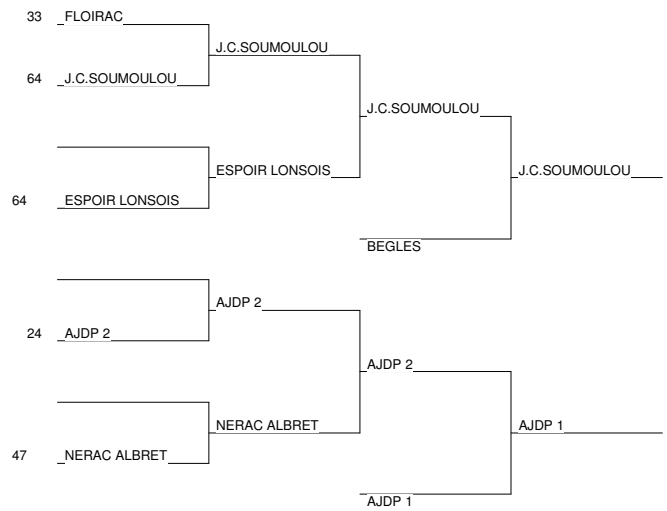 33 FLOIRAC
J.C.SOUMOULOU
64 J.C.SOUMOULOU
J.C.SOUMOULOU
ESPOIR LONSOIS
J.C.SOUMOULOU
64 ESPOIR LONSOIS
BEGLES
AJDP 2
24 AJDP 2
AJDP 2
NERAC ALBRET
AJDP 1
47 NERAC ALBRET
AJDP 1